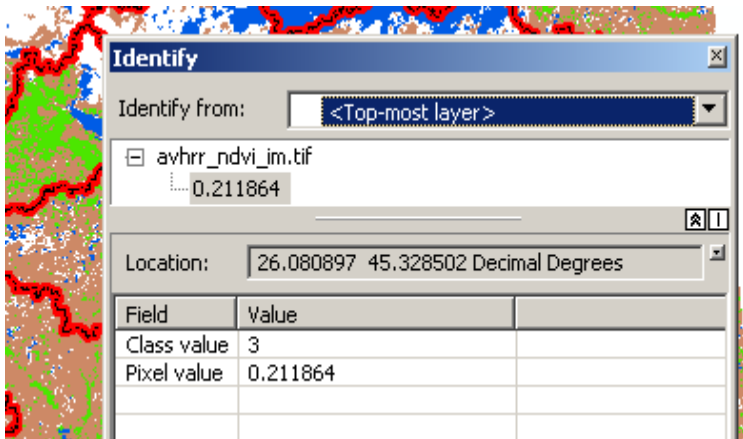 Identify
Identify from: <Top-most layer>
avhrr_ndvi_im.tif
0.211864
Location: 26.080897 45.328502 Decimal Degrees
Field Value
Class value 3
Pixel value 0.211864